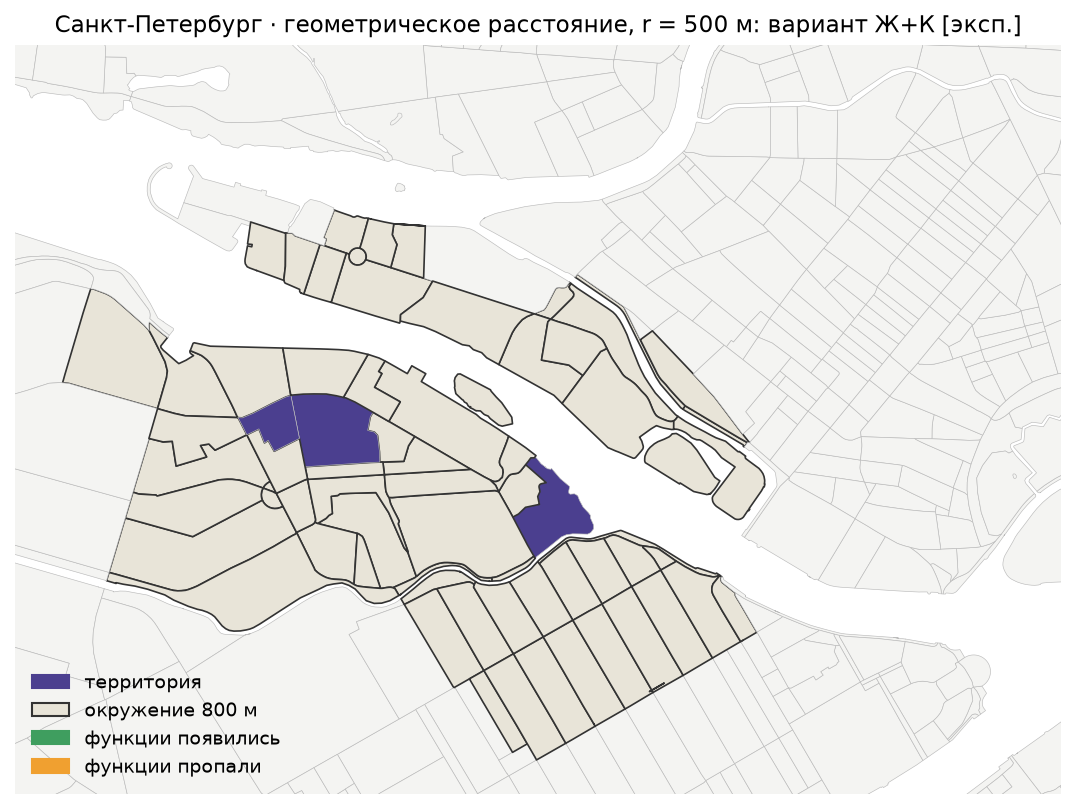 Санкт-Петербург · геометрическое расстояние, r = 500 м: вариант Ж+К [эксп.]
территория
окружение 800 м
функции появились
функции пропали